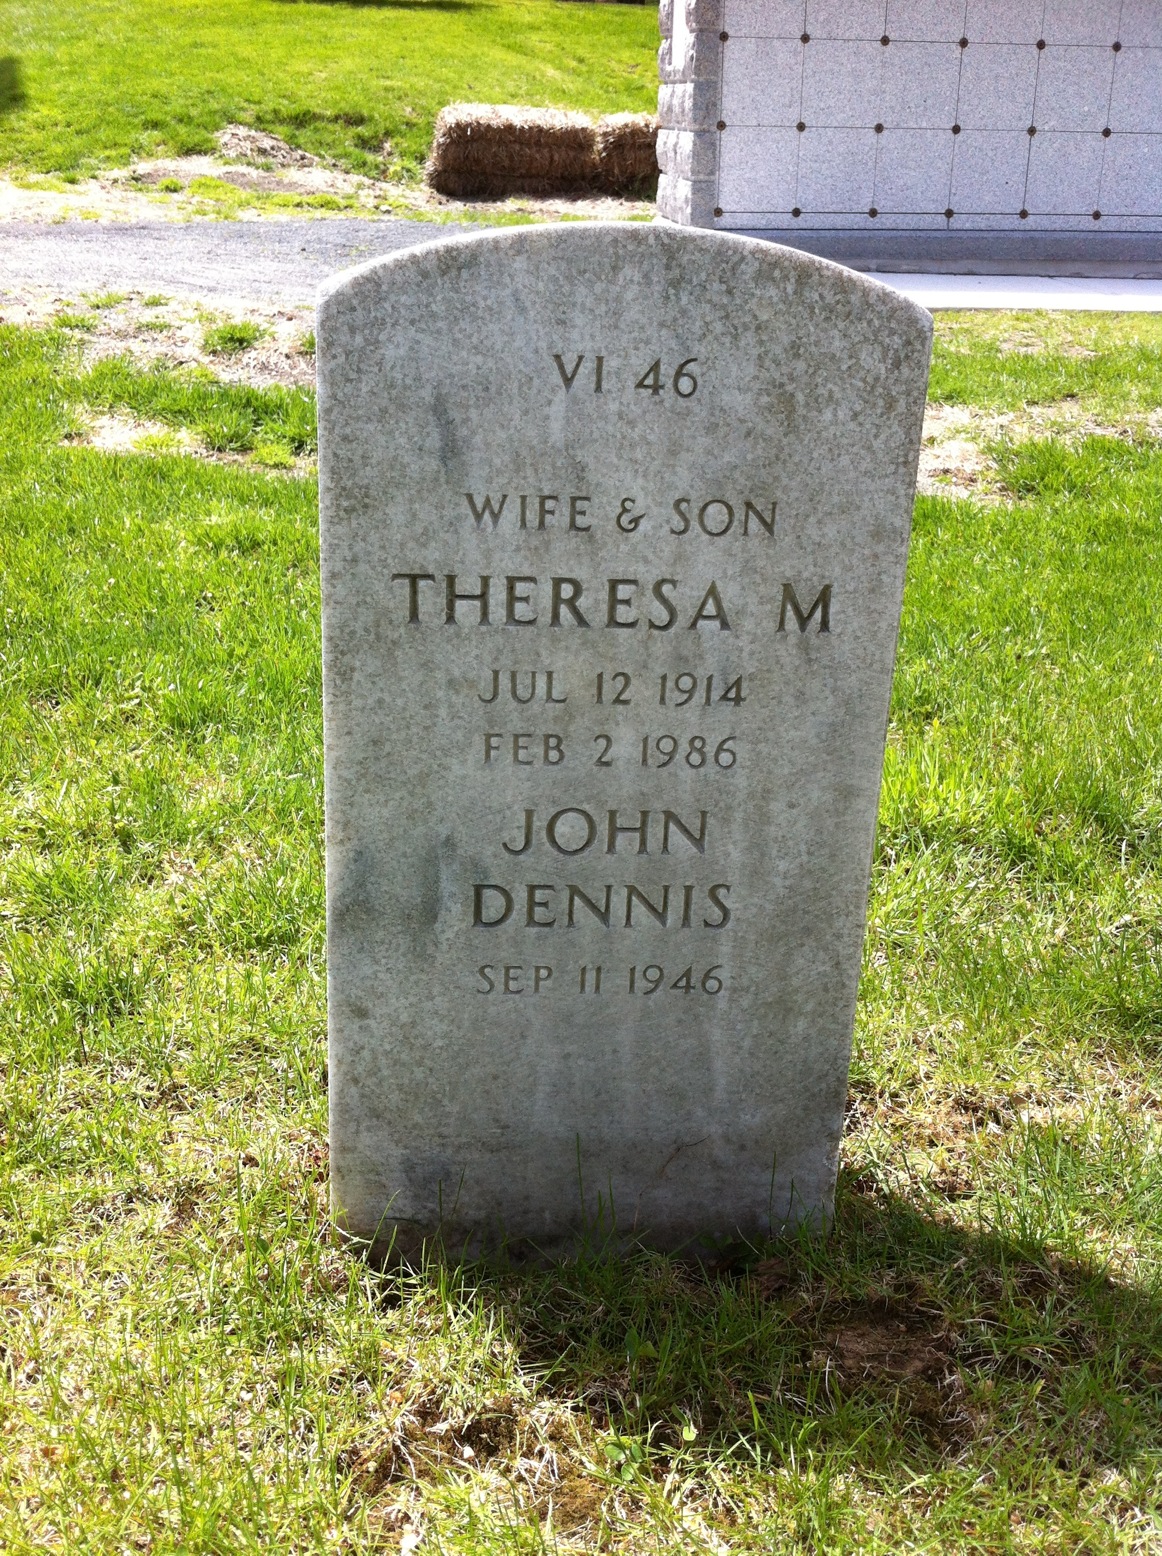 VI 46
WIFE & SON
THERESA M
JUL 12 1914
FEB 2 1986
JOHN
DENNIS
SEP 11 1946